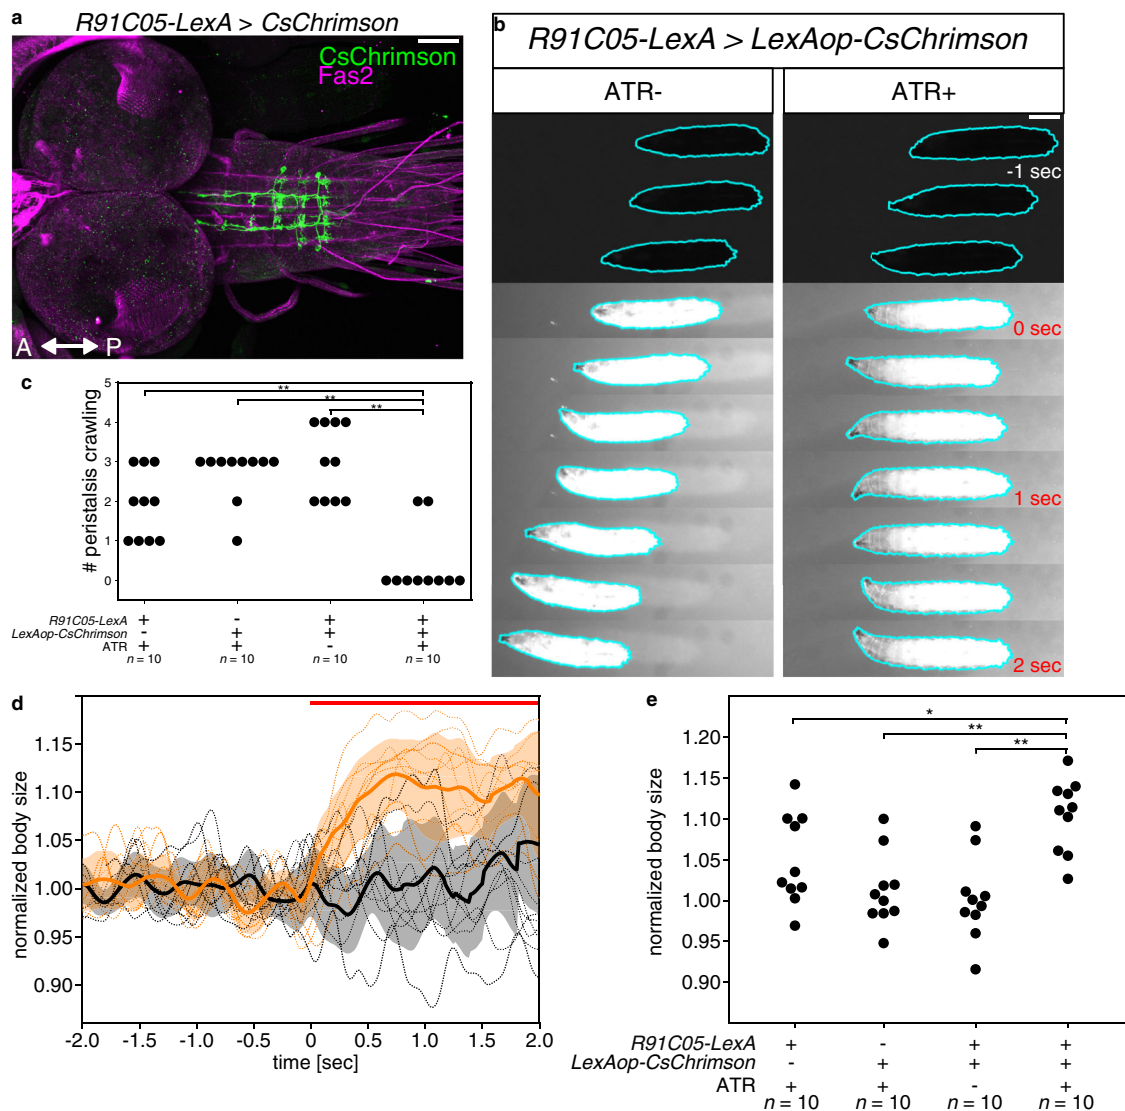 a
R91C05-LexA > CsChrimson
CsChrimson
Fas2
A P
b
R91C05-LexA > LexAop-CsChrimson
ATR- ATR+
-1 sec
0 sec
1 sec
2 sec
c
# peristalsis crawling
5
4
3
2
1
0
**
**
**
R91C05-LexA + - + +
LexAop-CsChrimson - + + +
ATR + + - +
n = 10 n = 10 n = 10 n = 10
d
normalized body size
1.15
1.10
1.05
1.00
0.95
0.90
-2.0 -1.5 -1.0 -0.5 0 0.5 1.0 1.5 2.0
time [sec]
e
normalized body size
1.20
1.15
1.10
1.05
1.00
0.95
0.90
*
**
**
R91C05-LexA + - + +
LexAop-CsChrimson - + + +
ATR + + - +
n = 10 n = 10 n = 10 n = 10